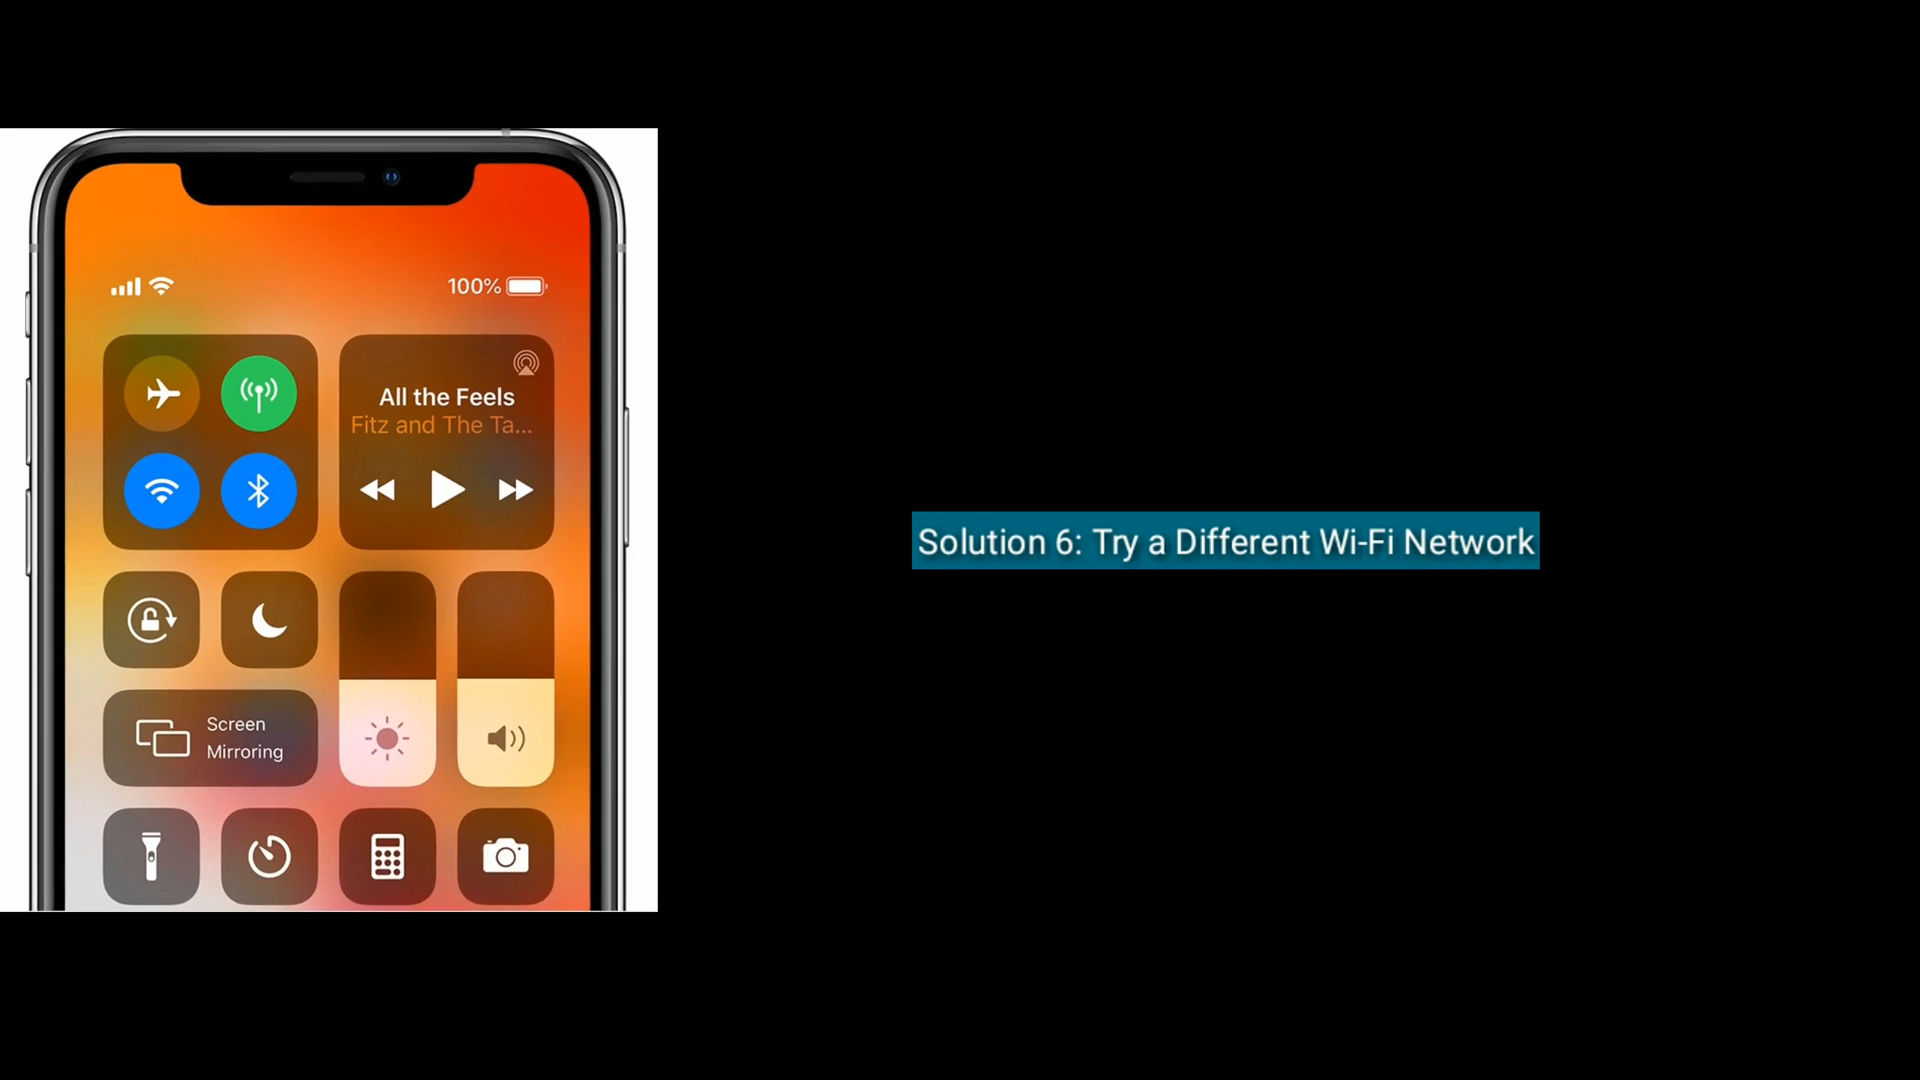 100%
All the Feels
Fitz and The Ta...
Screen
Mirroring
Solution 6: Try a Different Wi-Fi Network